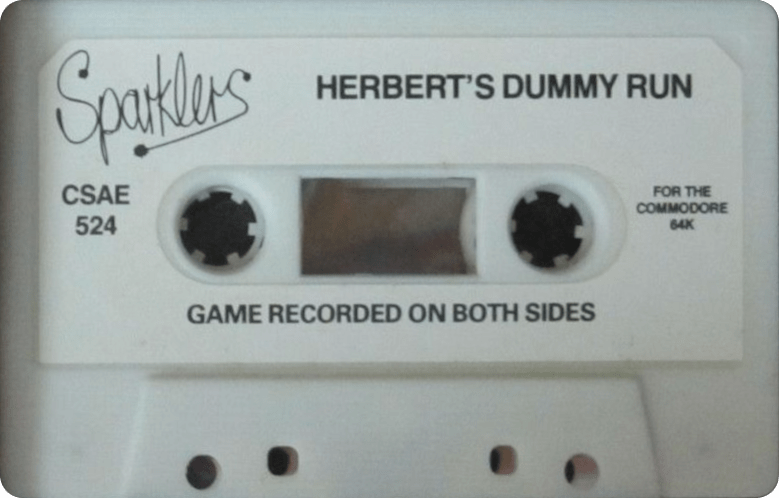 Sparklers
HERBERT'S DUMMY RUN
CSAE
524
FOR THE
COMMODORE
64K
GAME RECORDED ON BOTH SIDES